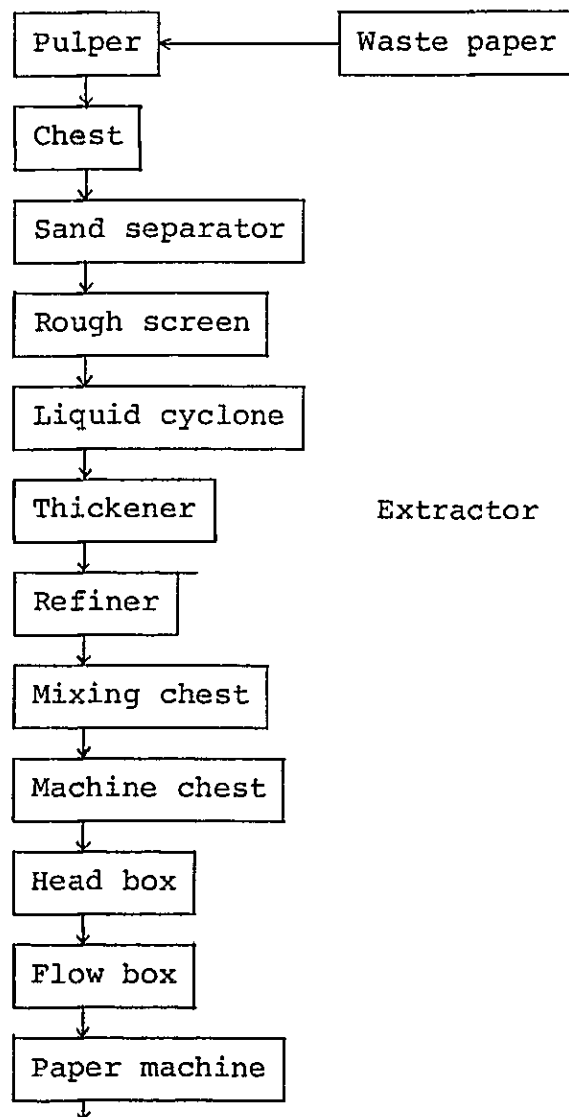 Pulper
Waste paper
Chest
Sand separator
Rough screen
Liquid cyclone
Thickener
Extractor
Refiner
Mixing chest
Machine chest
Head box
Flow box
Paper machine